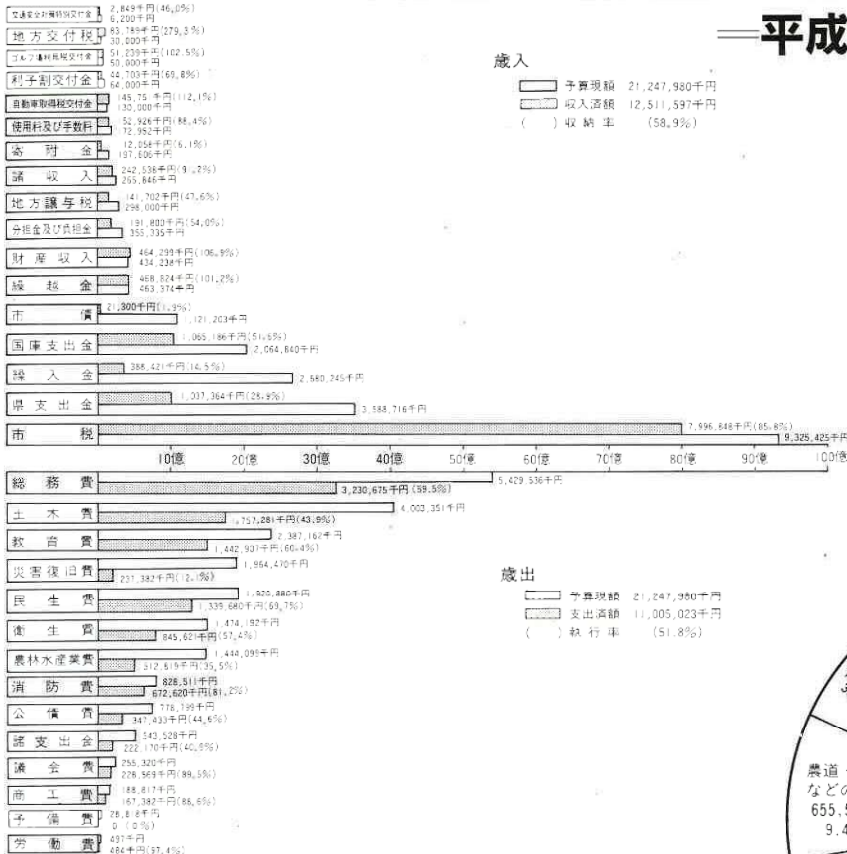 ＝平成
交通安全対策特別交付金
2,849千円(46.0%)
6,200千円
地方交付税
83,789千円(279.3%)
30,000千円
ゴルフ場利用税交付金
51,239千円(102.5%)
50,000千円
利子割交付金
44,703千円(69.8%)
64,000千円
自動車取得税交付金
145,751千円(112.1%)
130,000千円
使用料及び手数料
52,926千円(88.4%)
72,952千円
寄附金
12,058千円(6.1%)
197,606千円
諸収入
242,536千円(91.2%)
265,846千円
地方譲与税
141,702千円(47.6%)
298,000千円
分担金及び負担金
191,800千円(54.0%)
355,335千円
財産収入
464,299千円(106.9%)
434,238千円
繰越金
468,824千円(101.2%)
463,374千円
市債
21,300千円(1.9%)
1,121,203千円
国庫支出金
1,065,186千円(51.6%)
2,064,840千円
繰入金
388,421千円(14.5%)
2,680,245千円
県支出金
1,037,364千円(28.9%)
3,588,716千円
市税
7,996,848千円(85.8%)
9,325,425千円
歳入
予算現額 21,247,980千円
収入済額 12,511,597千円
( )収納率 (58.9%)
10億 20億 30億 40億 50億 60億 70億 80億 90億 100億
総務費
5,429,536千円
3,230,675千円(59.5%)
土木費
4,003,351千円
1,757,281千円(43.9%)
教育費
2,387,162千円
1,442,907千円(60.4%)
災害復旧費
1,964,470千円
237,382千円(12.1%)
民生費
1,920,880千円
1,339,680千円(69.7%)
衛生費
1,474,192千円
845,621千円(57.4%)
農林水産業費
1,444,099千円
512,819千円(35.5%)
消防費
828,511千円
672,620千円(81.2%)
公債費
778,799千円
347,433千円(44.6%)
諸支出金
543,528千円
222,170千円(40.9%)
議会費
255,320千円
228,569千円(89.5%)
商工費
188,817千円
167,382千円(88.6%)
予備費
28,818千円
0(0%)
労働費
497千円
484千円(97.4%)
歳出
予算現額 21,247,980千円
支出済額 11,005,023千円
( )執行率 (51.8%)
農道
などの
655,5
9.4